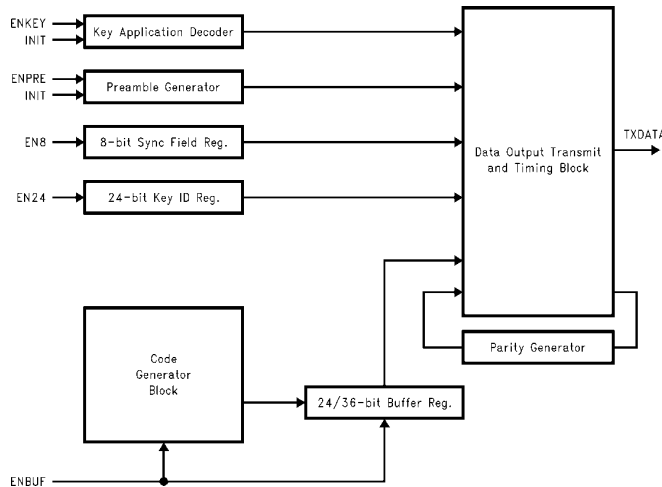 ENKEY
INIT
Key Application Decoder
ENPRE
INIT
Preamble Generator
EN8
8-bit Sync Field Reg.
EN24
24-bit Key ID Reg.
Data Output Transmit
and Timing Block
TXDATA
Parity Generator
Code
Generator
Block
24/36-bit Buffer Reg.
ENBUF